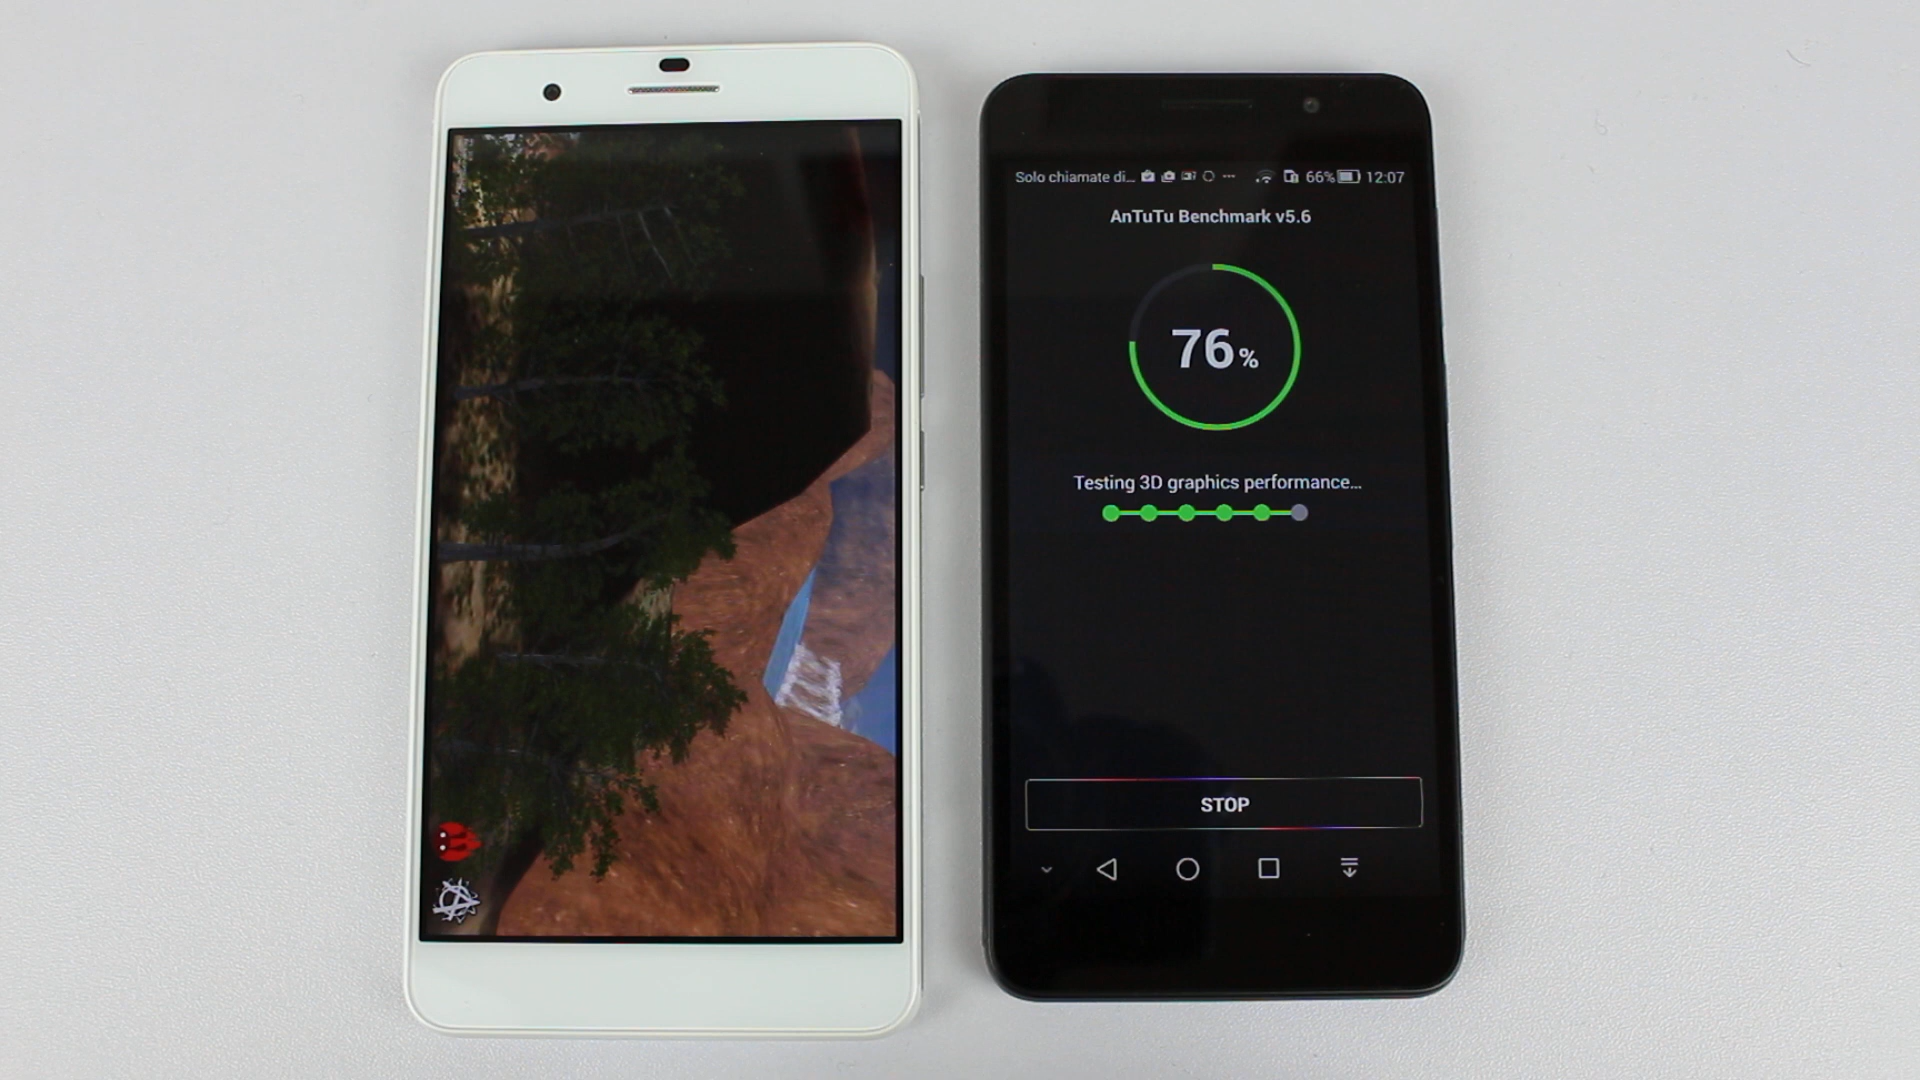 Solo chiamate di... 66% 12:07
AnTuTu Benchmark v5.6
76%
Testing 3D graphics performance...
STOP